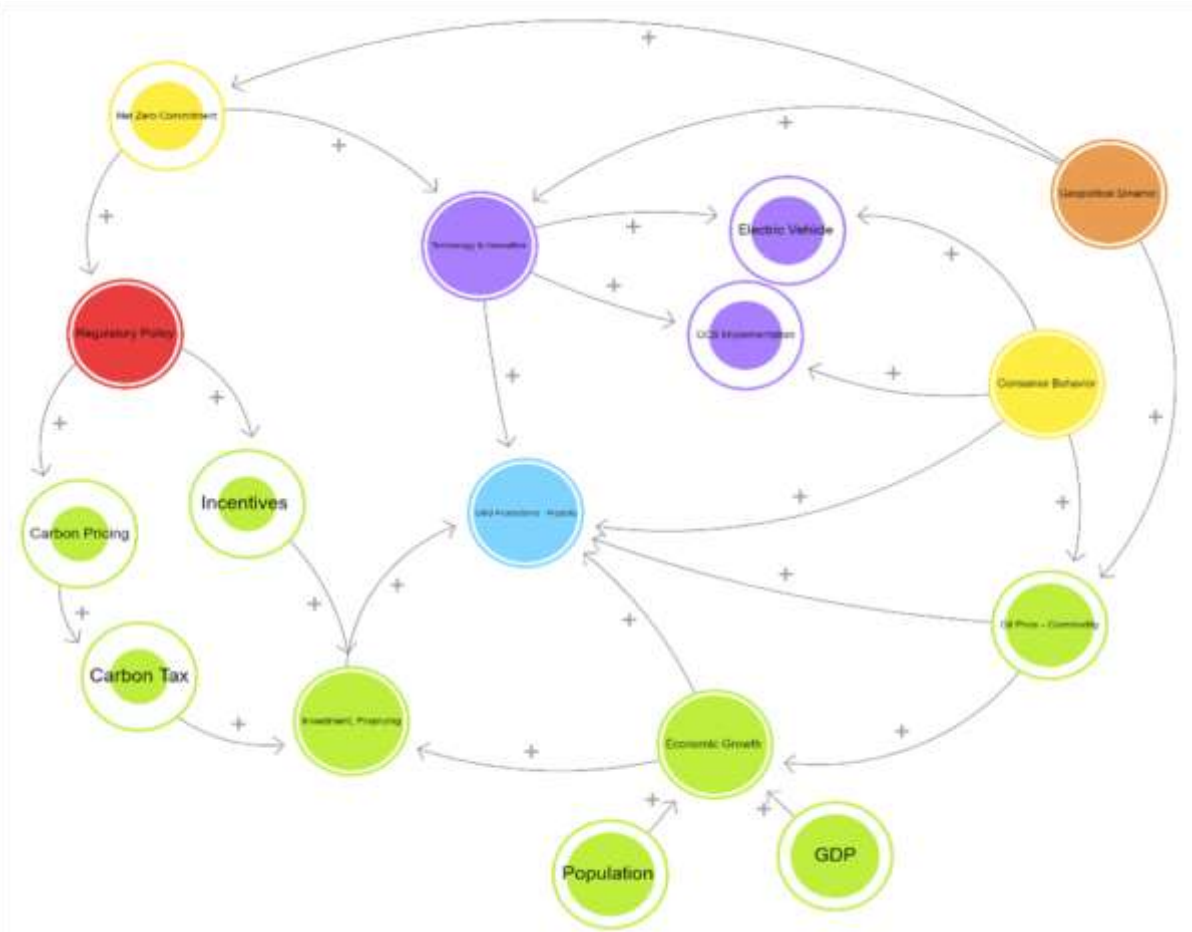 Net Zero Commitment
Geopolitical Dynamic
Electric Vehicle
Technology & Innovation
Regulatory Policy
Implementation
Consumer Behavior
Incentives
Carbon Pricing
Oil Price - Commodity
Carbon Tax
Investment, Financing
Economic Growth
GDP
Population